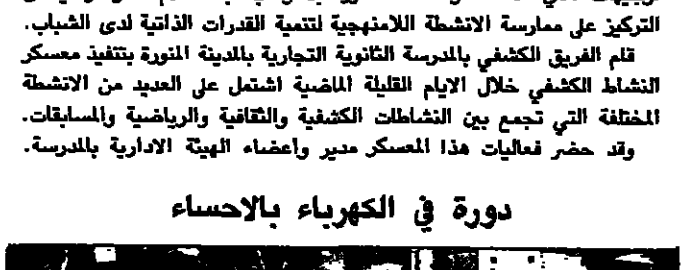 التركيز على ممارسة الانشطة اللامنهجية لتنمية القدرات الذاتية لدى الشباب.
قام الفريق الكشفي بالمدرسة الثانوية التجارية بالمدينة المنورة بتنفيذ معسكر
النشاط الكشفي خلال الايام القليلة الماضية اشتمل على العديد من الانشطة
المختلفة التي تجمع بين النشاطات الكشفية والثقافية والرياضية والمسابقات.
وقد حضر فعاليات هذا المعسكر مدير وأعضاء الهيئة الادارية بالمدرسة.
دورة في الكهرباء بالاحساء